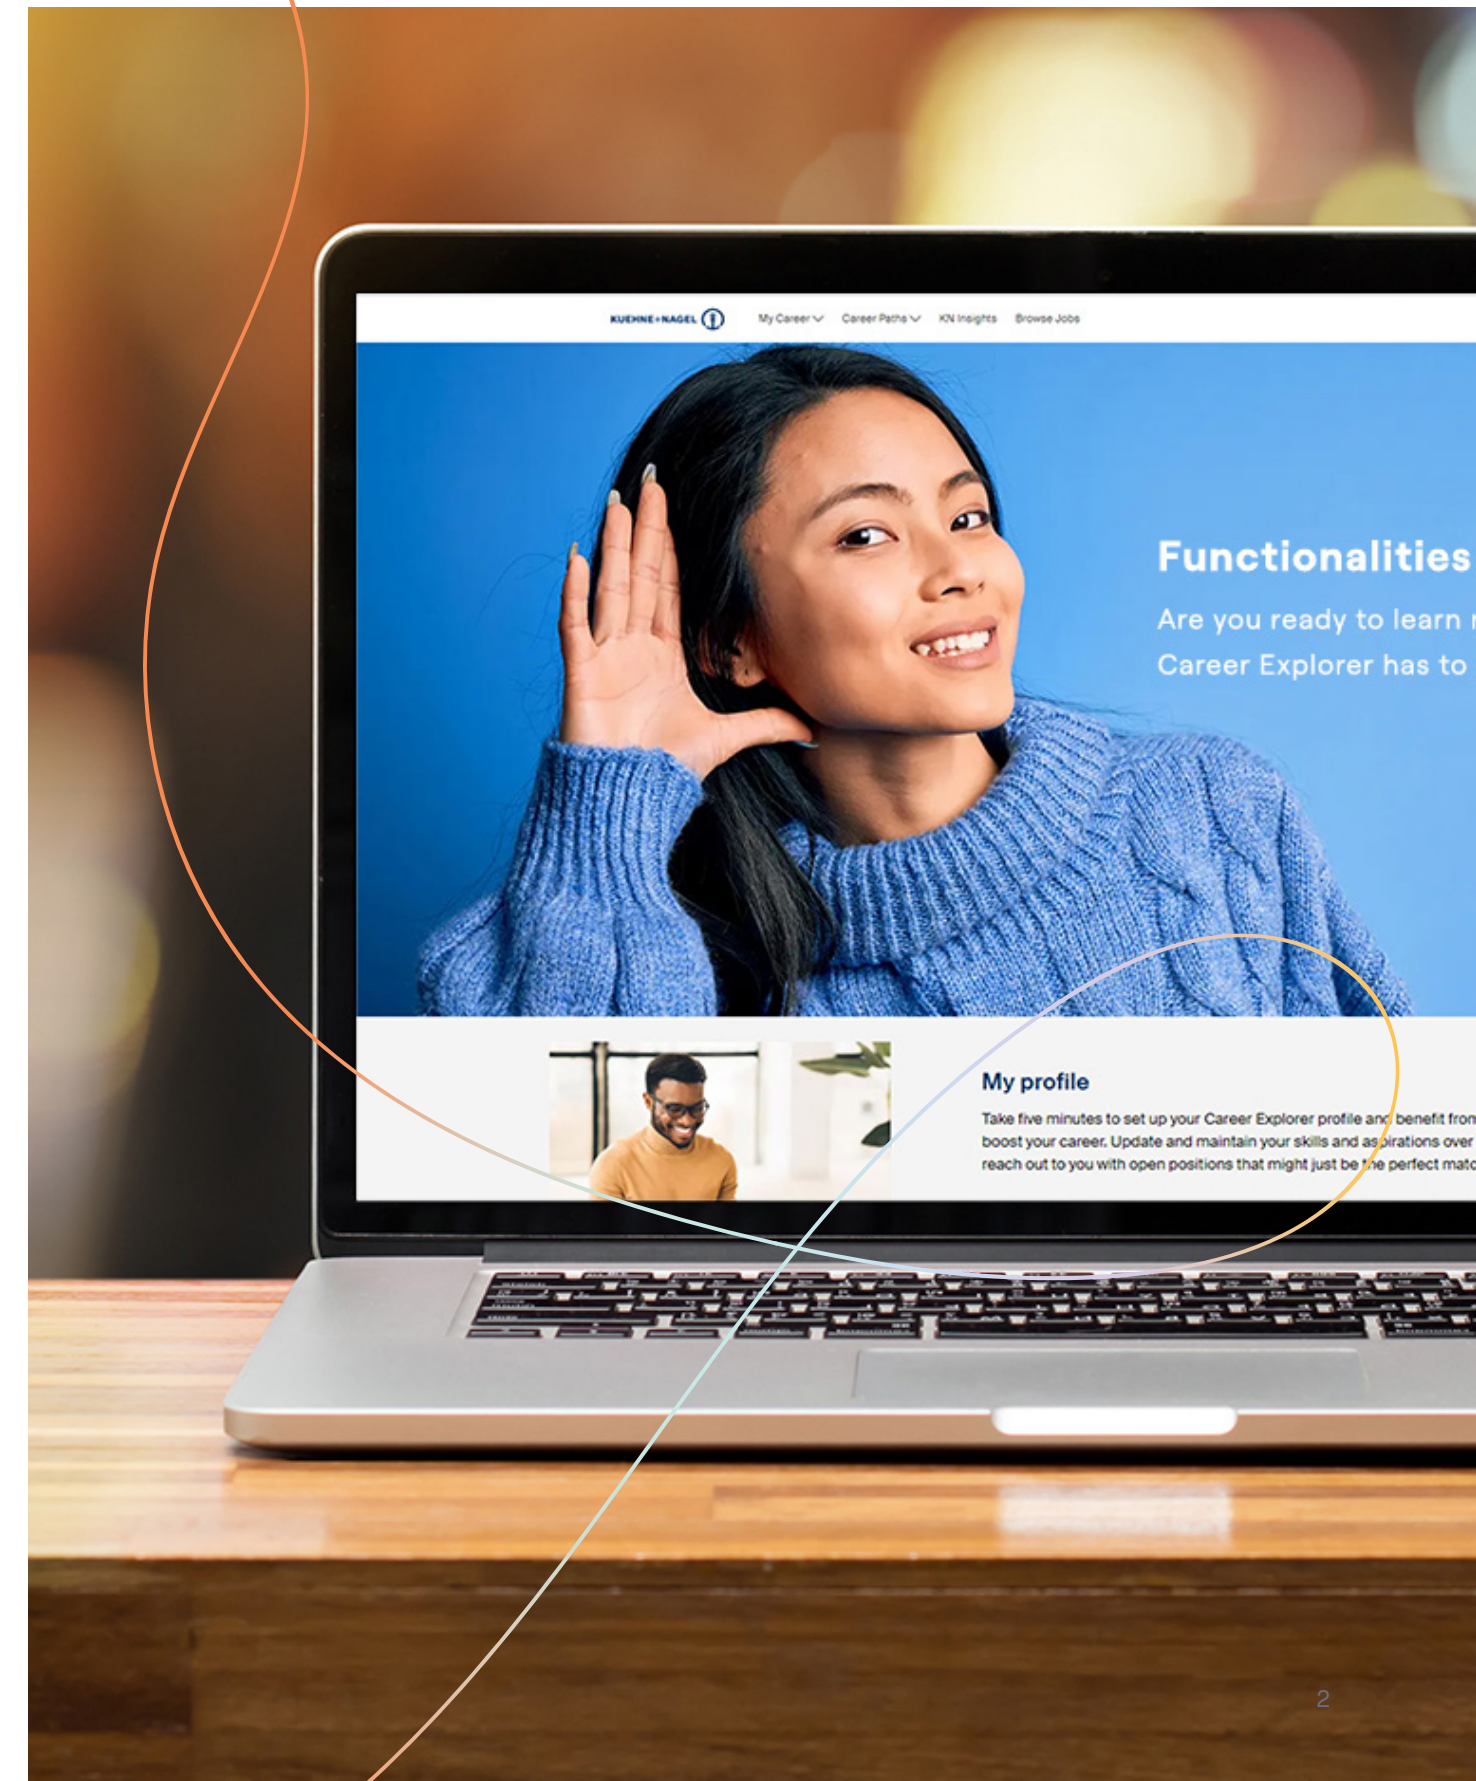 KUEHNE+NAGEL My Career Career Paths KN Insights Browse Jobs
Functionalities
Are you ready to learn
Career Explorer has to
My profile
Take five minutes to set up your Career Explorer profile and benefit from
boost your career. Update and maintain your skills and aspirations over
reach out to you with open positions that might just be the perfect matc
2